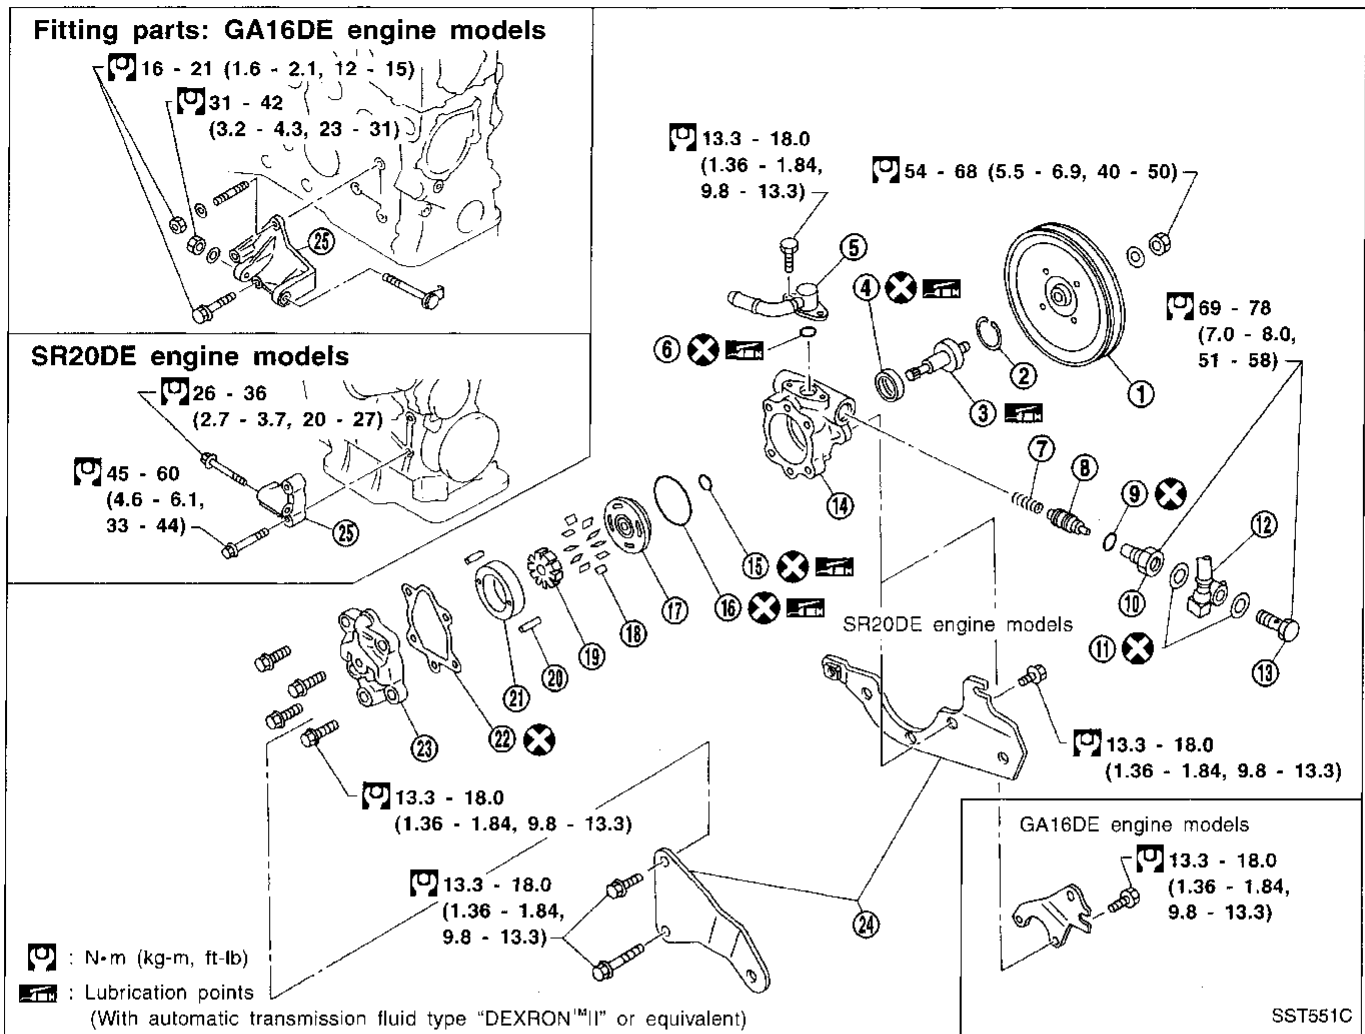 Fitting parts: GA16DE engine models
16 - 21 (1.6 - 2.1, 12 - 15)
31 - 42
(3.2 - 4.3, 23 - 31)
25
SR20DE engine models
26 - 36
(2.7 - 3.7, 20 - 27)
45 - 60
(4.6 - 6.1,
33 - 44)
25
13.3 - 18.0
(1.36 - 1.84,
9.8 - 13.3)
54 - 68 (5.5 - 6.9, 40 - 50)
69 - 78
(7.0 - 8.0,
51 - 58)
5
4
6
2
1
3
7
8
9
12
14
10
11
13
15
16
17
18
19
20
21
22
23
SR20DE engine models
13.3 - 18.0
(1.36 - 1.84, 9.8 - 13.3)
13.3 - 18.0
(1.36 - 1.84, 9.8 - 13.3)
13.3 - 18.0
(1.36 - 1.84,
9.8 - 13.3)
24
GA16DE engine models
13.3 - 18.0
(1.36 - 1.84,
9.8 - 13.3)
: N•m (kg-m, ft-lb)
: Lubrication points
(With automatic transmission fluid type “DEXRON™II” or equivalent)
SST551C